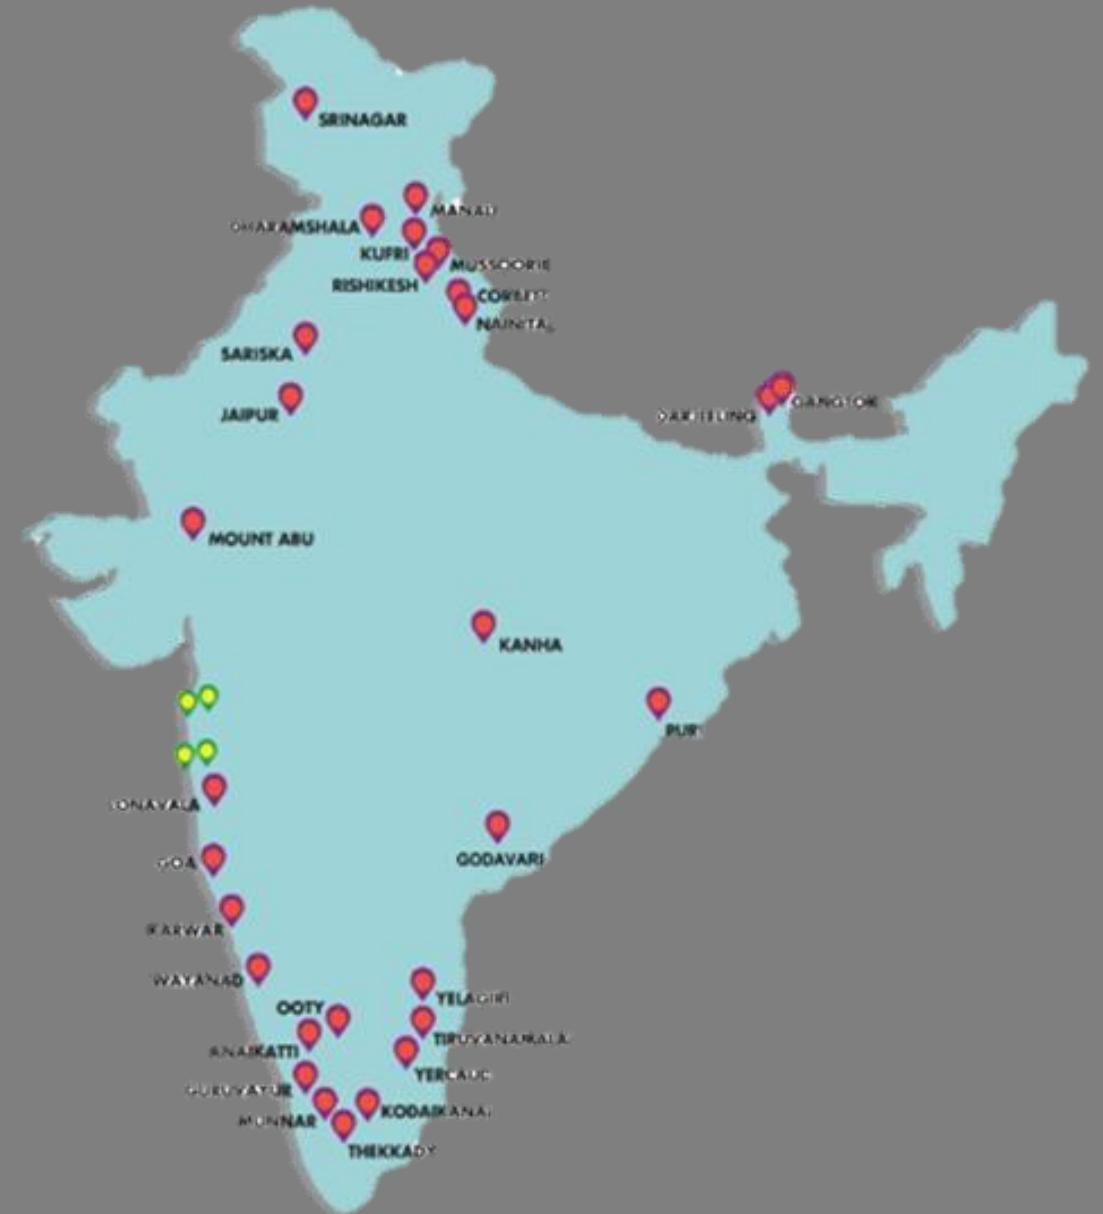 SRINAGAR
MANALI
DHARAMSHALA
KUFRI
MUSSOORIE
RISHIKESH
CORBETT
NAINITAL
SARISKA
GANGTOK
JAIPUR
DARJEELING
MOUNT ABU
KANHA
PURI
LONAVALA
GODAVARI
GOA
KARWAR
WAYANAD
YELAGIRI
OOTY
ANAIKATTI
YERCAUD
GURUVAYUR
KODAIKANAL
MUNNAR
THEKKADY